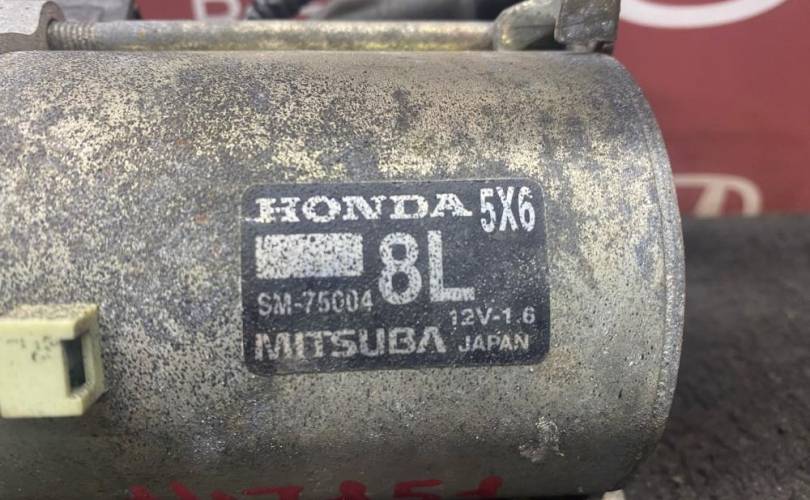 HONDA 5X6
8L
SM-75004
12V-1.6
MITSUBA JAPAN